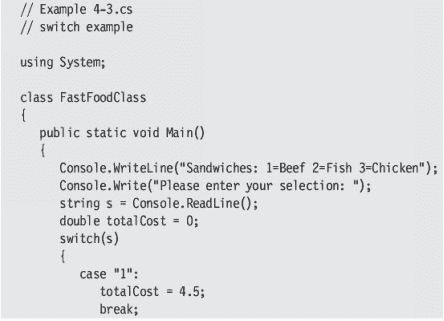 // Example 4-3.cs
// switch example
using System;
class FastFoodClass
{
public static void Main()
{
Console.WriteLine("Sandwiches: 1=Beef 2=Fish 3=Chicken");
Console.Write("Please enter your selection: ");
string s = Console.ReadLine();
double totalCost = 0;
switch(s)
{
case "1":
totalCost = 4.5;
break;